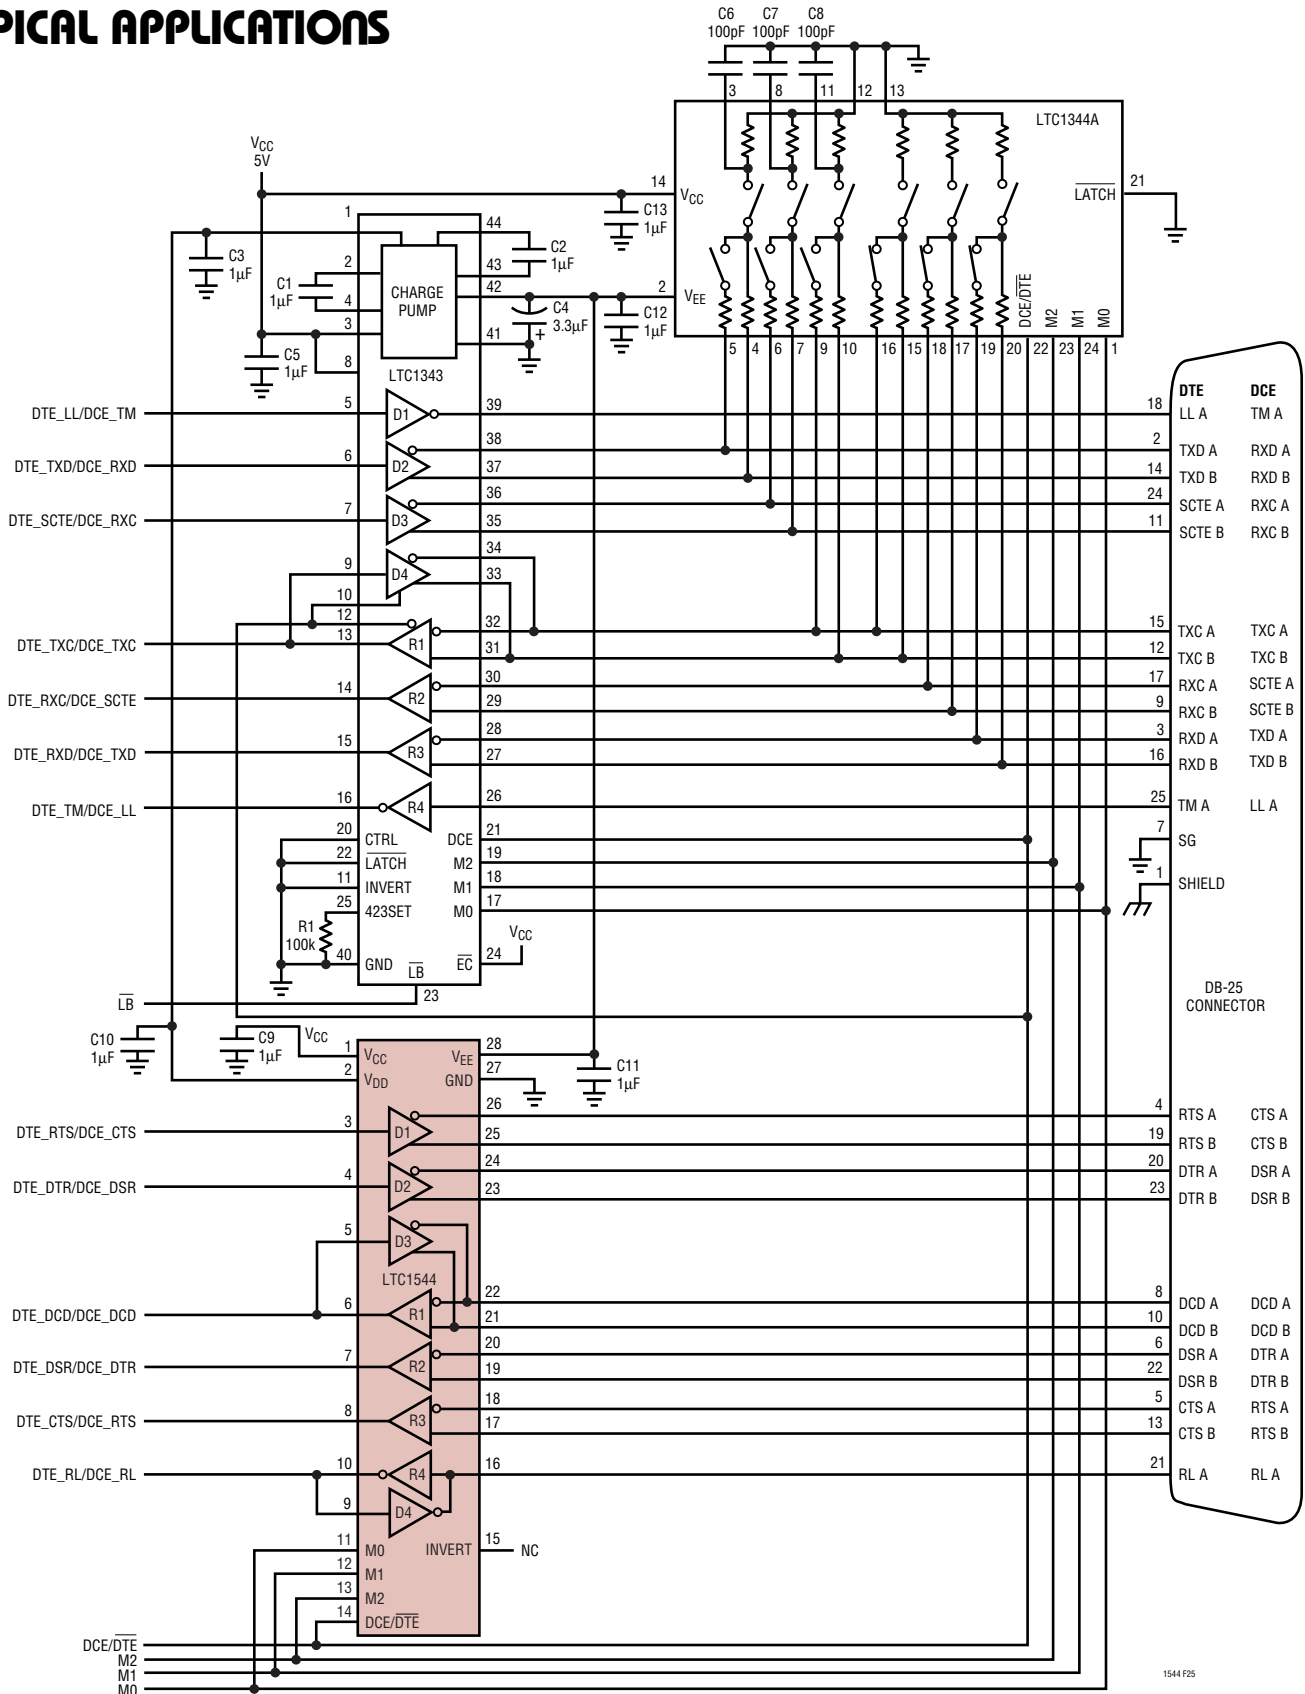 PICAL APPLICATIONS
C6 C7 C8
100pF 100pF 100pF
3 8 11 12 13
LTC1344A
VCC
5V
14
VCC
LATCH
21
C13
1µF
1
44
C3
1µF
2
C2
1µF
43
C1
1µF
CHARGE
PUMP
42
2
VEE
4
C4
3.3µF
+
C12
1µF
DCE/DTE
M2
M1
M0
3
41
C5
1µF
8
LTC1343
5 4 6 7 9 10 16 15 18 17 19 20 22 23 24 1
DTE DCE
DTE_LL/DCE_TM 5 D1 39 18 LL A TM A
38 2 TXD A RXD A
DTE_TXD/DCE_RXD 6 D2 37 14 TXD B RXD B
36 24 SCTE A RXC A
DTE_SCTE/DCE_RXC 7 D3 35 11 SCTE B RXC B
34
9 D4 33
10
12 32 15 TXC A TXC A
DTE_TXC/DCE_TXC 13 R1 31 12 TXC B TXC B
30 17 RXC A SCTE A
DTE_RXC/DCE_SCTE 14 R2 29 9 RXC B SCTE B
28 3 RXD A TXD A
DTE_RXD/DCE_TXD 15 R3 27 16 RXD B TXD B
DTE_TM/DCE_LL 16 R4 26 25 TM A LL A
20 CTRL DCE 21 7 SG
22 LATCH M2 19
11 INVERT M1 18 1 SHIELD
25 423SET M0 17
R1
100k
VCC
40 GND LB EC 24
LB 23
DB-25
CONNECTOR
C10
1µF
C9
1µF
VCC
1 VCC VEE 28
2 VDD GND 27
C11
1µF
26 4 RTS A CTS A
DTE_RTS/DCE_CTS 3 D1 25 19 RTS B CTS B
24 20 DTR A DSR A
DTE_DTR/DCE_DSR 4 D2 23 23 DTR B DSR B
5 D3
LTC1544
22 8 DCD A DCD A
DTE_DCD/DCE_DCD 6 R1 21 10 DCD B DCD B
20 6 DSR A DTR A
DTE_DSR/DCE_DTR 7 R2 19 22 DSR B DTR B
18 5 CTS A RTS A
DTE_CTS/DCE_RTS 8 R3 17 13 CTS B RTS B
DTE_RL/DCE_RL 10 R4 16 21 RL A RL A
9 D4
11 M0 INVERT 15 NC
12 M1
13 M2
14 DCE/DTE
DCE/DTE
M2
M1
M0
1544 F25